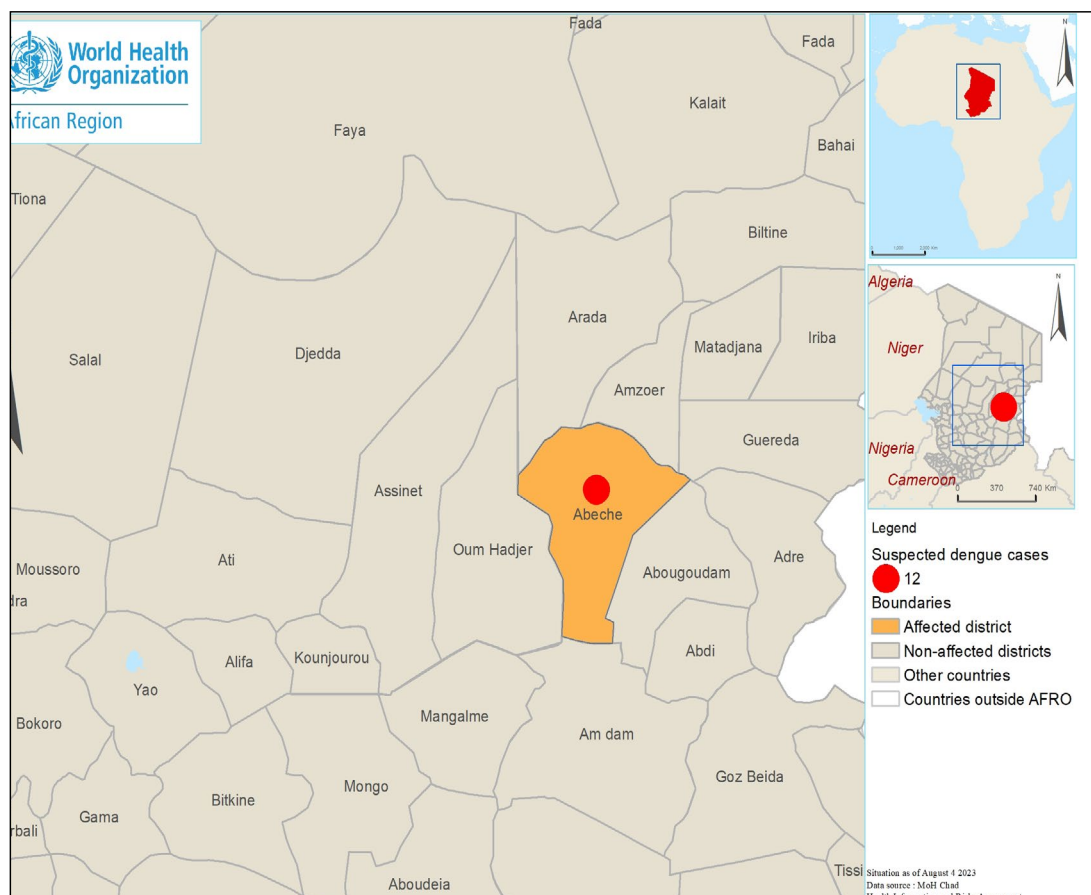 World Health
Organization
African Region
Fada
Fada
Kalait
Faya
Bahai
Tiona
Biltine
Arada
Iriba
Matadjana
Djedda
Salal
Amzoer
Guereda
Assinet
Abeche
Oum Hadjer
Adre
Ati
Moussoro
Abougoudam
dra
Abdi
Kounjourou
Alifa
Yao
Mangalme
Bokoro
Am dam
Goz Beida
Mongo
Bitkine
Gama
rbali
Tissi
Aboudeia
N
Algeria
N
Niger
Nigeria
Cameroon
0 370 740 Km
Legend
Suspected dengue cases
12
Boundaries
Affected district
Non-affected districts
Other countries
Countries outside AFRO
Situation as of August 4 2023
Data source : MoH Chad